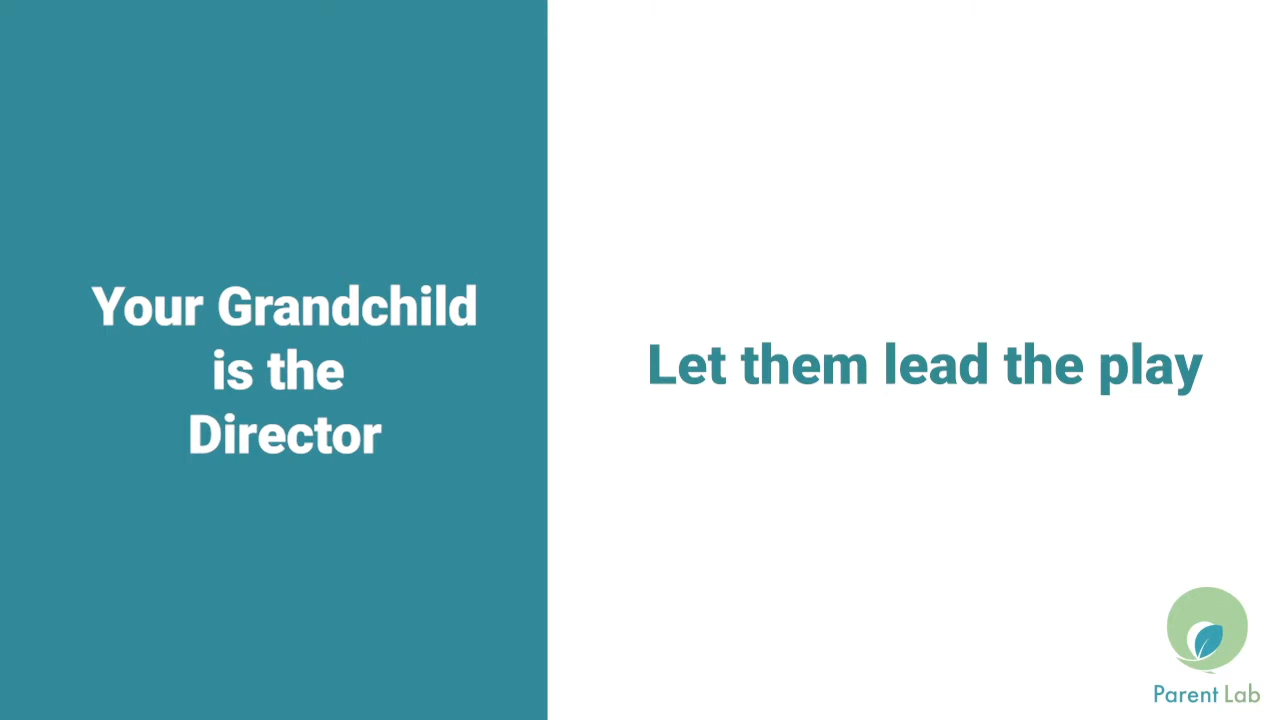 Your Grandchild
is the
Director
Let them lead the play
Parent Lab